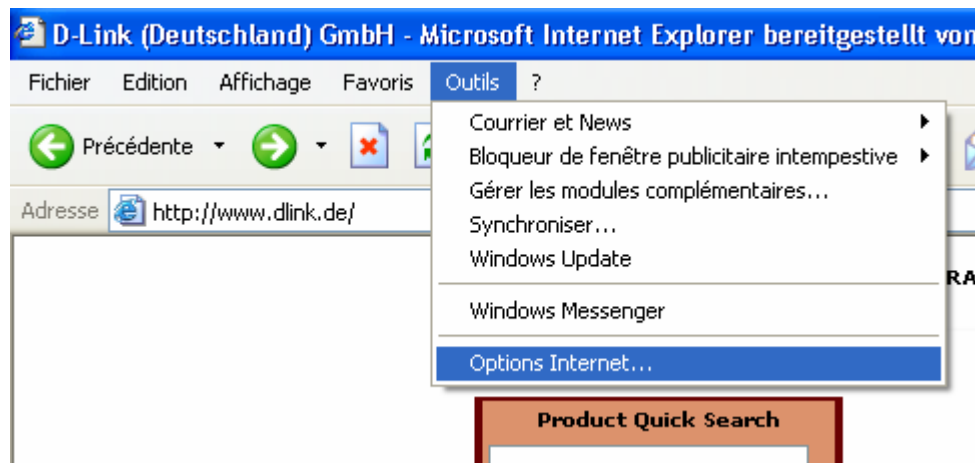 D-Link (Deutschland) GmbH - Microsoft Internet Explorer bereitgestellt von
Fichier Edition Affichage Favoris Outils ?
Précédente
Courrier et News
Bloqueur de fenêtre publicitaire intempestive
Gérer les modules complémentaires...
Adresse http://www.dlink.de/
Synchroniser...
Windows Update
RA
Windows Messenger
Options Internet...
Product Quick Search